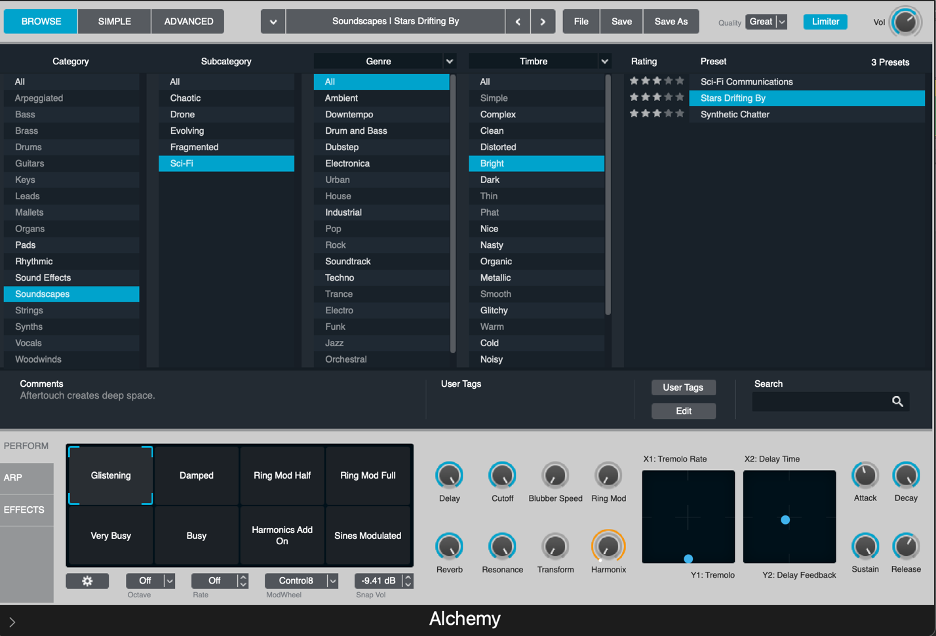 BROWSE SIMPLE ADVANCED Soundscapes | Stars Drifting By File Save Save As Quality Great Limiter Vol
Category Subcategory Genre Timbre Rating Preset 3 Presets
All All All All Sci-Fi Communications
Arpeggiated Chaotic Ambient Simple Stars Drifting By
Bass Drone Downtempo Complex Synthetic Chatter
Brass Evolving Drum and Bass Clean
Drums Fragmented Dubstep Distorted
Guitars Sci-Fi Electronica Bright
Keys Urban Dark
Leads House Thin
Mallets Industrial Phat
Organs Pop Nice
Pads Rock Nasty
Rhythmic Soundtrack Organic
Sound Effects Techno Metallic
Soundscapes Trance Smooth
Strings Electro Glitchy
Synths Funk Warm
Vocals Jazz Cold
Woodwinds Orchestral Noisy
Comments User Tags User Tags Search
Aftertouch creates deep space.
Edit
PERFORM
ARP
EFFECTS
Glistening Damped Ring Mod Half Ring Mod Full
Very Busy Busy Harmonics Add On Sines Modulated
Off Off Control8 -9.41 dB
Octave Rate ModWheel Snap Vol
Delay Cutoff Blubber Speed Ring Mod
Reverb Resonance Transform Harmonix
X1: Tremolo Rate X2: Delay Time
Y1: Tremolo Y2: Delay Feedback
Attack Decay
Sustain Release
Alchemy